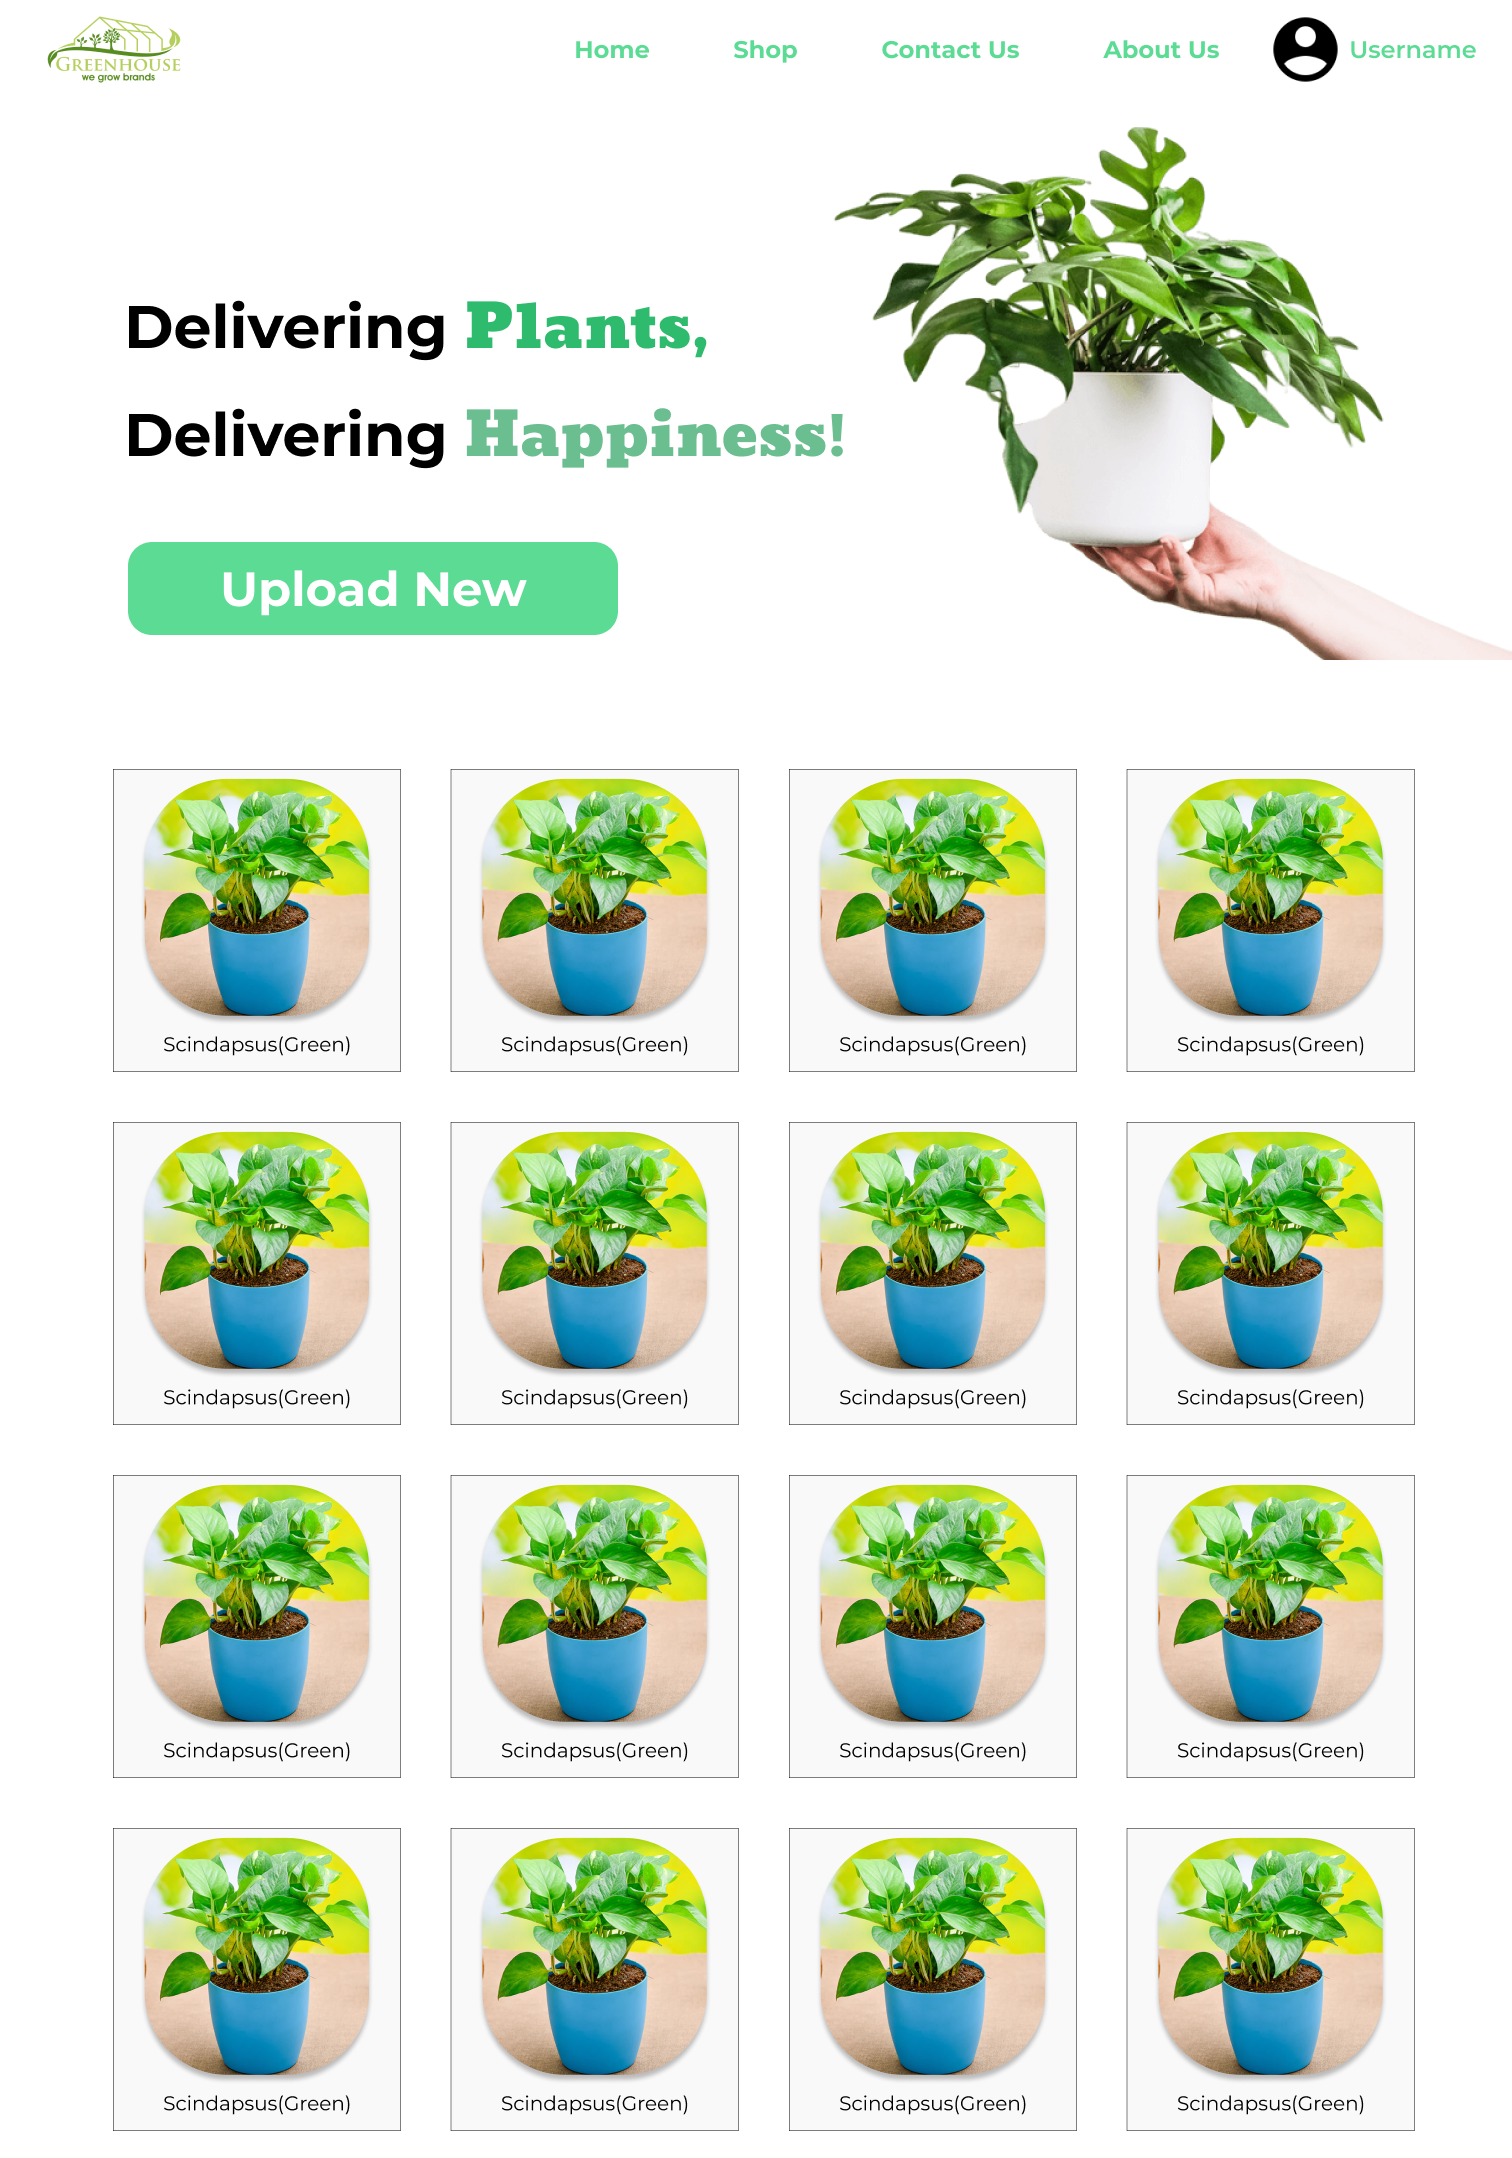 GREENHOUSE
we grow brands
Home Shop Contact Us About Us Username
Delivering Plants,
Delivering Happiness!
Upload New
Scindapsus(Green) Scindapsus(Green) Scindapsus(Green) Scindapsus(Green)
Scindapsus(Green) Scindapsus(Green) Scindapsus(Green) Scindapsus(Green)
Scindapsus(Green) Scindapsus(Green) Scindapsus(Green) Scindapsus(Green)
Scindapsus(Green) Scindapsus(Green) Scindapsus(Green) Scindapsus(Green)